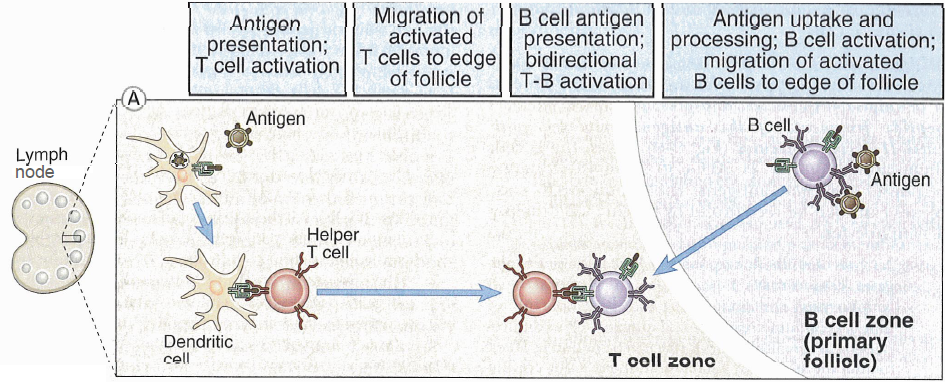 Antigen
presentation;
T cell activation
Migration of
activated
T cells to edge
of follicle
B cell antigen
presentation;
bidirectional
T-B activation
Antigen uptake and
processing; B cell activation;
migration of activated
B cells to edge of follicle
A
Antigen
B cell
Lymph
node
Antigen
Helper
T cell
Dendritic
cell
T cell zone
B cell zone
(primary
follicle)